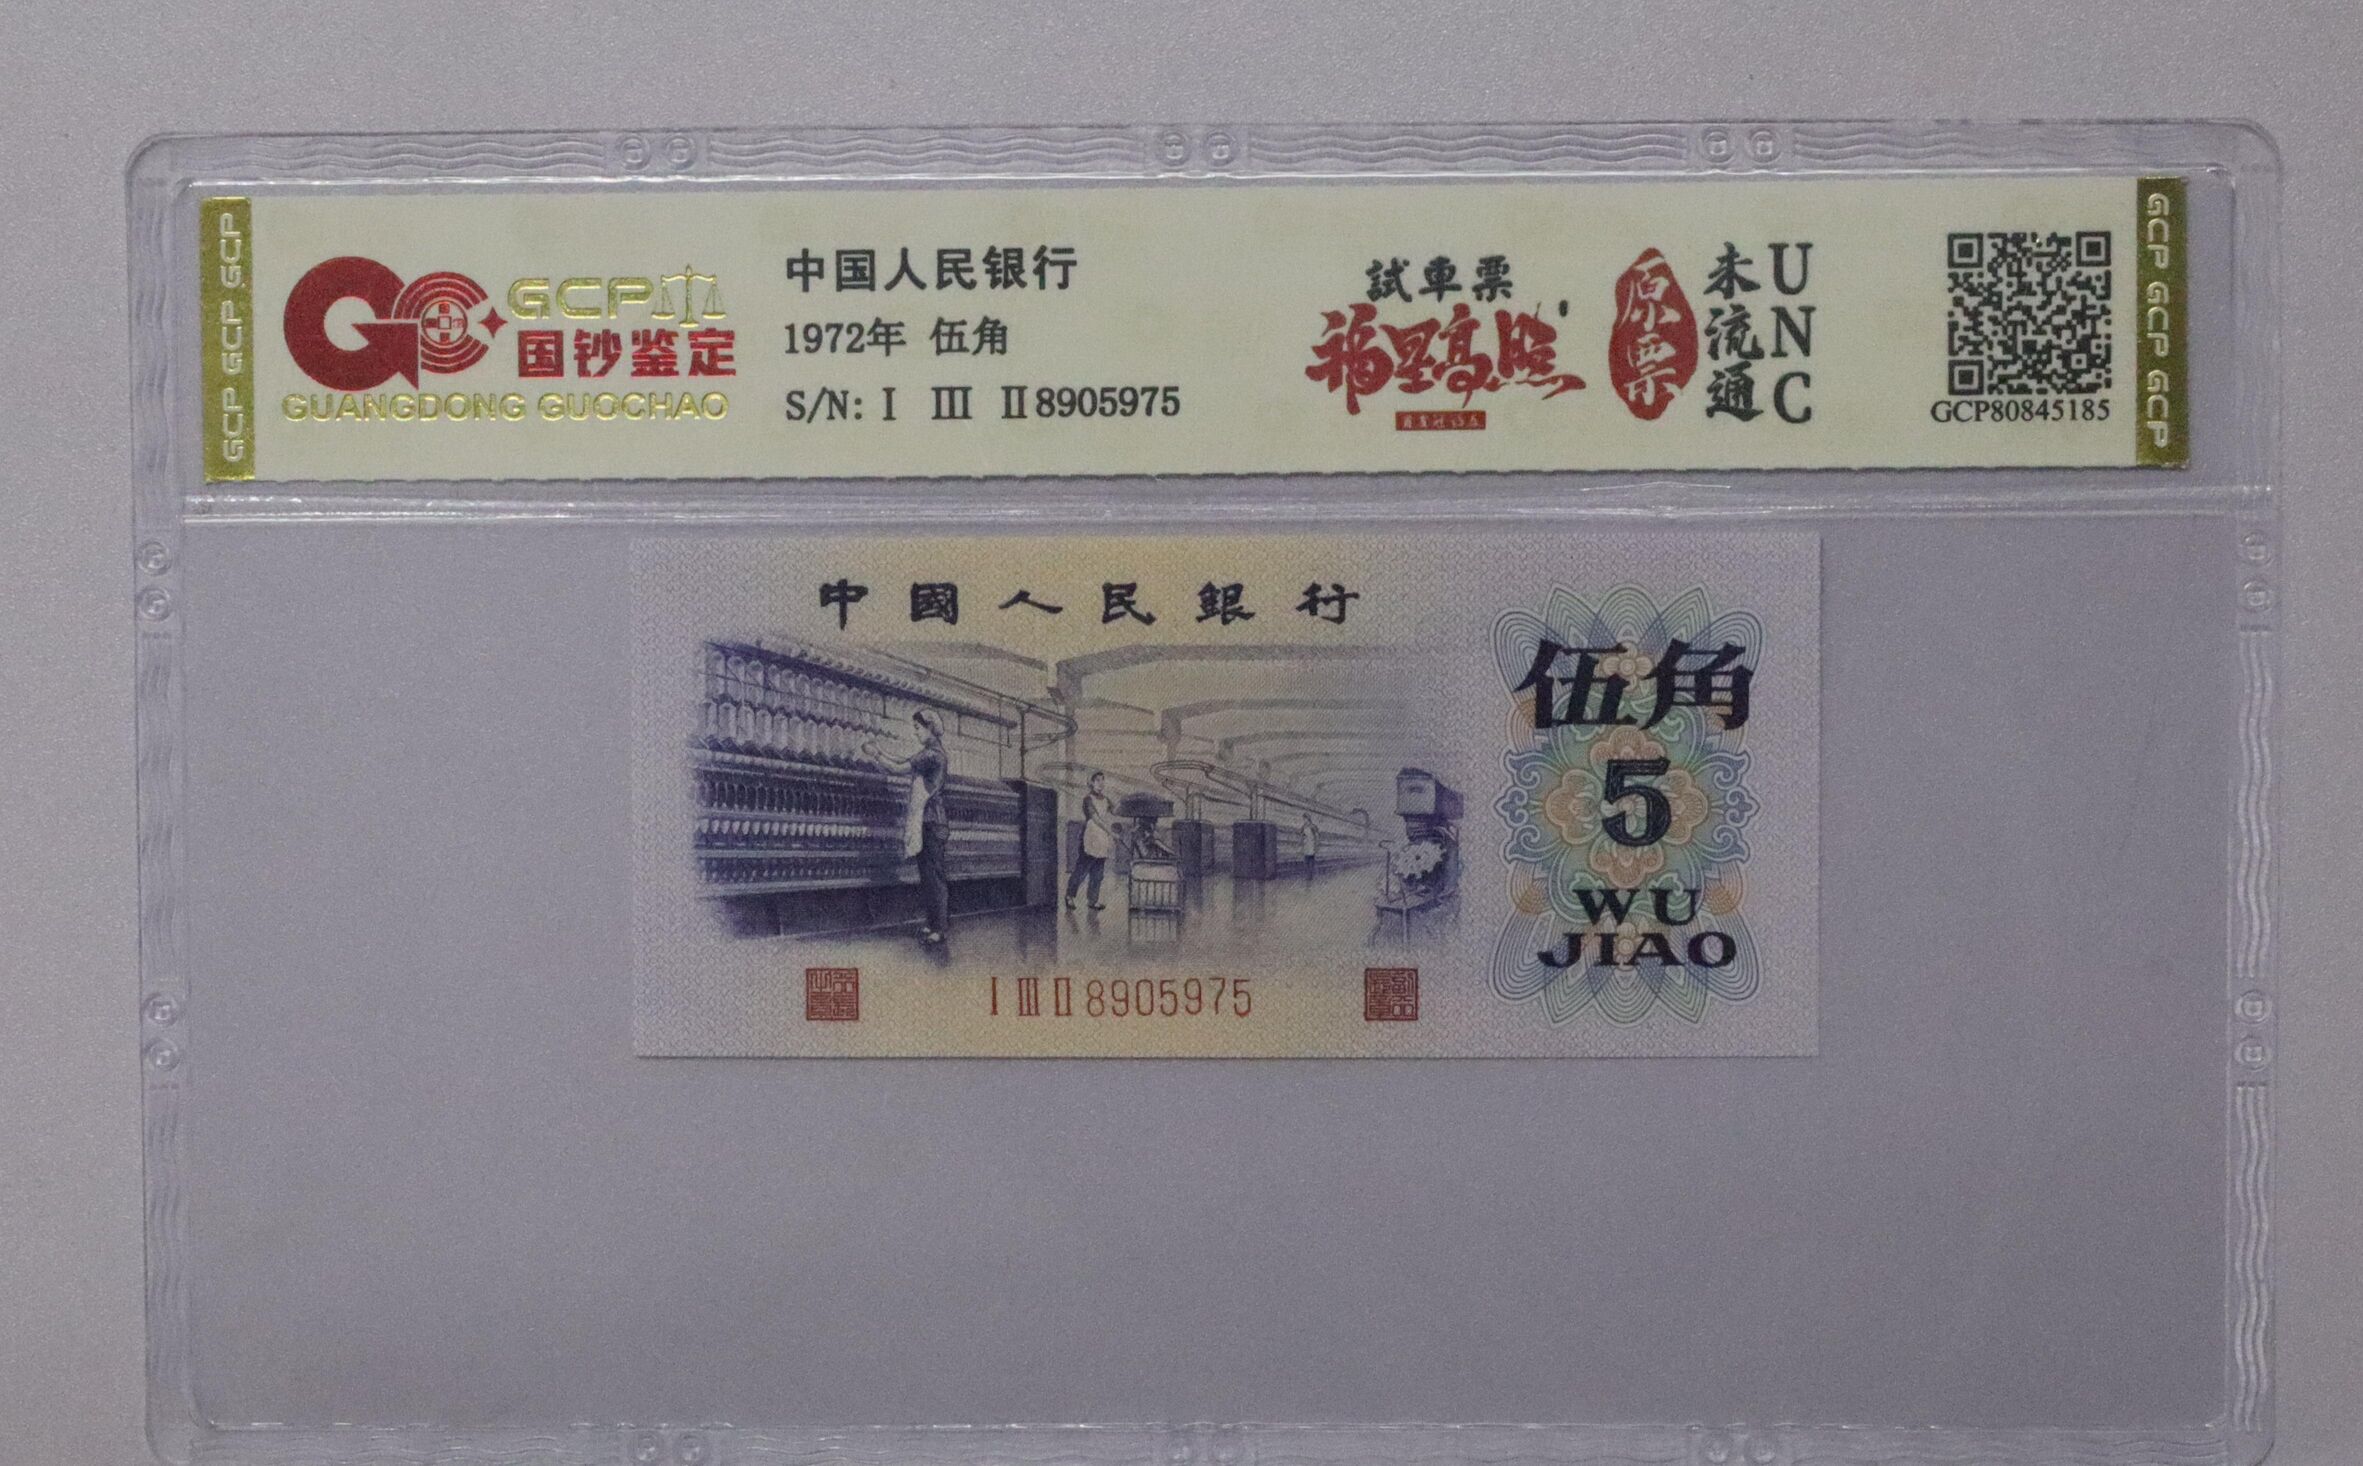 GCP GCP GCP
GCP
国钞鉴定
GUANGDONG GUOCHAO
中国人民银行
1972年 伍角
S/N: I III II 8905975
試車票
福星高照
原票
未流通
UNC
GCP80845185
GCP GCP GCP
中國人民銀行
伍角
5
WU
JIAO
I III II 8905975